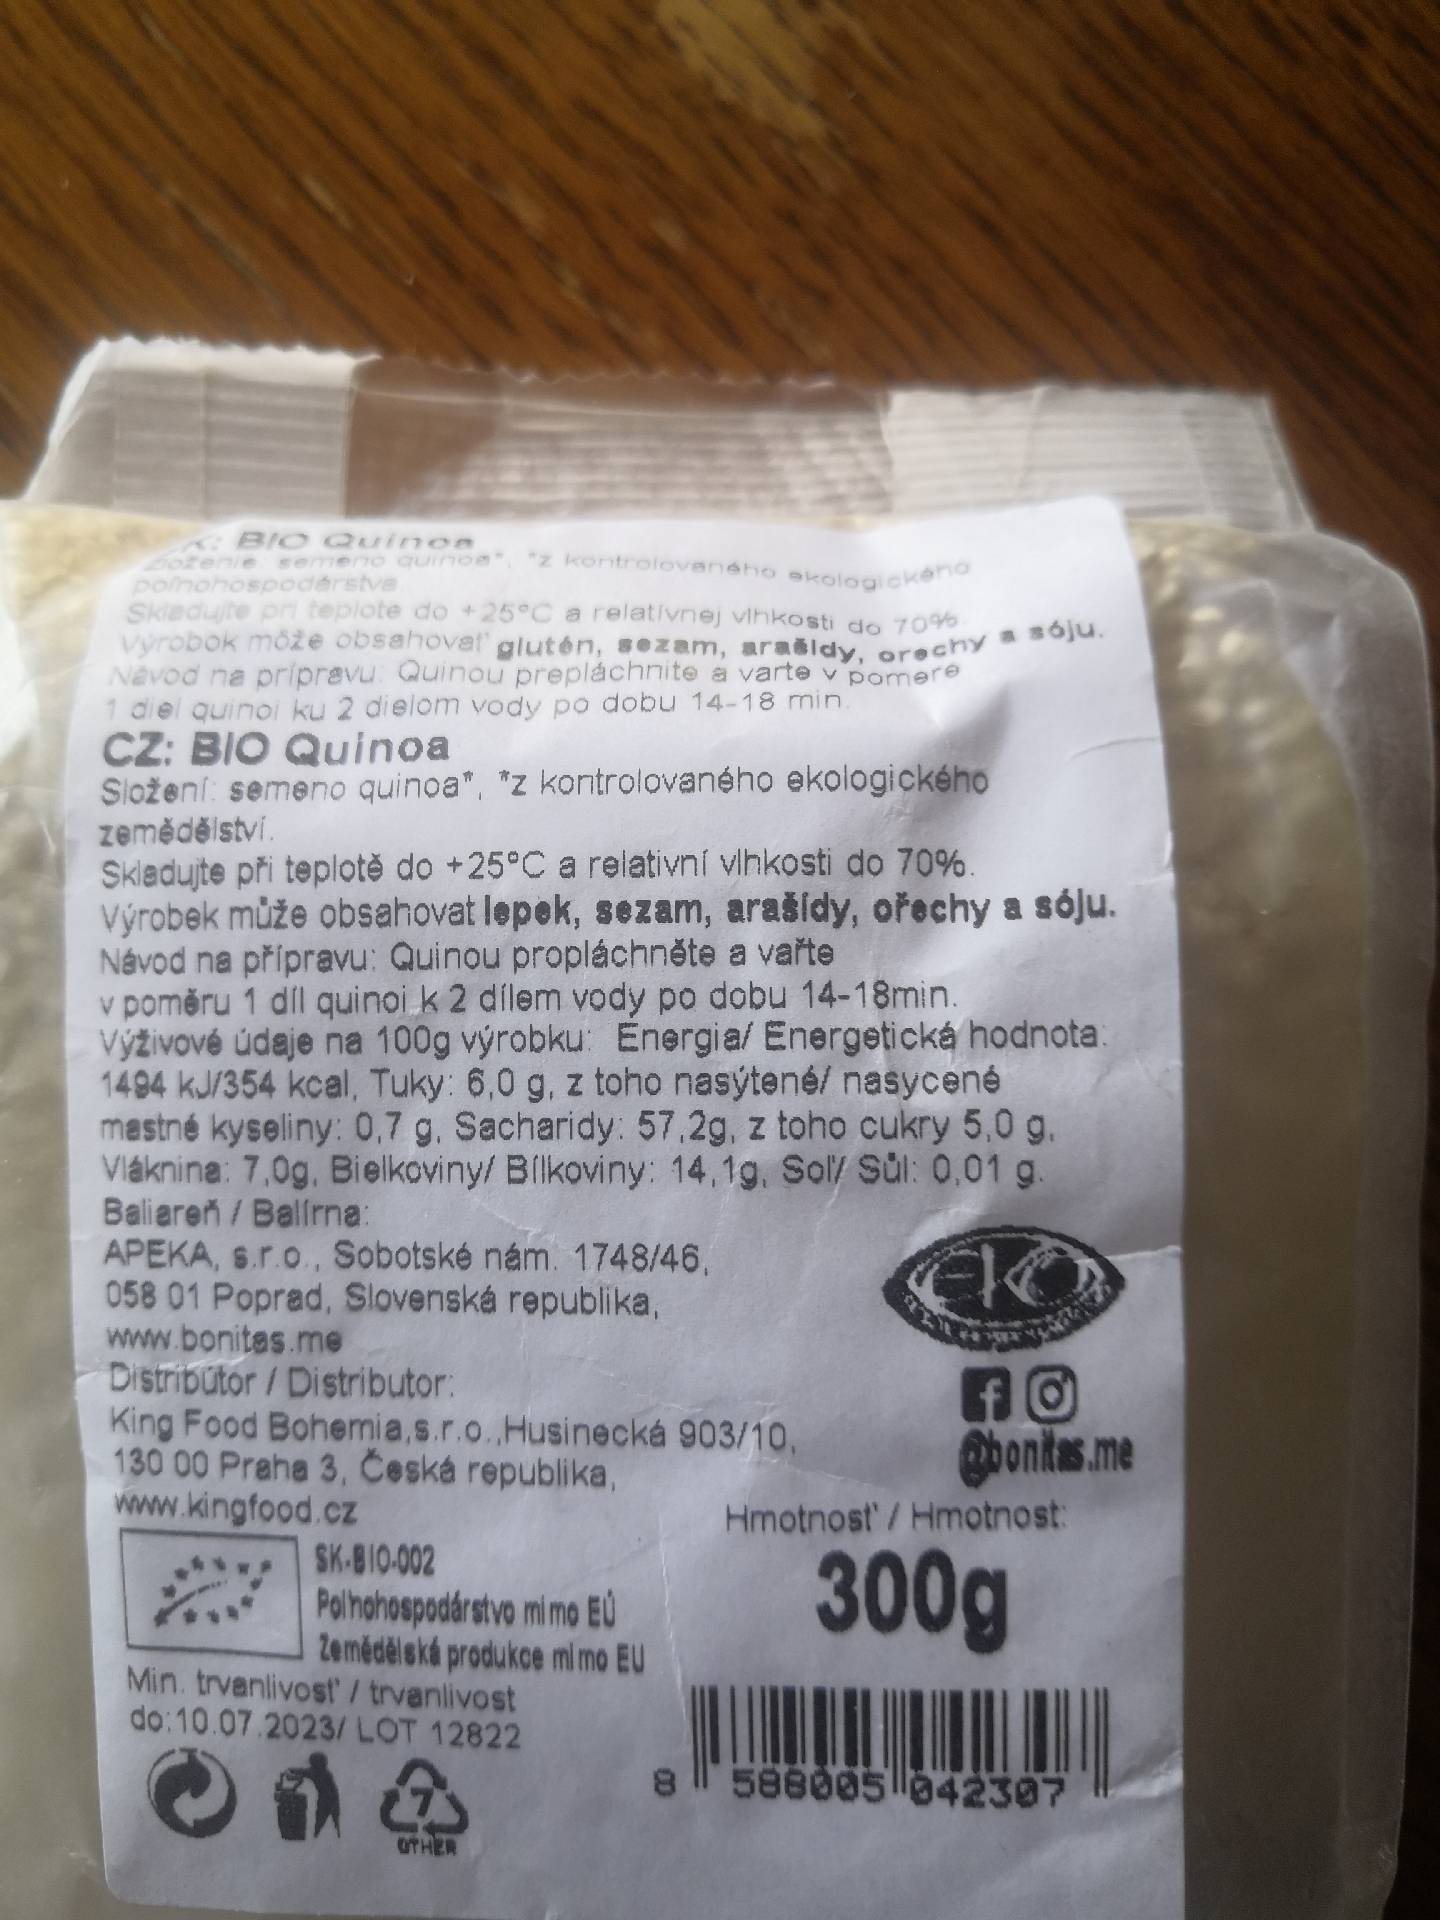 K: BIO Quinoa
Zloženie: semeno quinoa*, *z kontrolovaného ekologického
poľnohospodárstva.
Skladujte pri teplote do +25°C a relatívnej vlhkosti do 70%.
Výrobok môže obsahovať glutén, sezam, arašidy, orechy a sóju.
Návod na prípravu: Quinou prepláchnite a varte v pomere
1 diel quinoi ku 2 dielom vody po dobu 14-18 min.
CZ: BIO Quinoa
Složení: semeno quinoa*, *z kontrolovaného ekologického
zemědělství.
Skladujte při teplotě do +25°C a relativní vlhkosti do 70%.
Výrobek může obsahovat lepek, sezam, arašídy, ořechy a sóju.
Návod na přípravu: Quinou propláchněte a vařte
v poměru 1 díl quinoi k 2 dílem vody po dobu 14-18min.
Výživové údaje na 100g výrobku: Energia/ Energetická hodnota:
1494 kJ/354 kcal, Tuky: 6,0 g, z toho nasýtené/ nasycené
mastné kyseliny: 0,7 g, Sacharidy: 57,2g, z toho cukry 5,0 g,
Vláknina: 7,0g, Bielkoviny/ Bílkoviny: 14,1g, Soľ/ Sůl: 0,01 g.
Baliareň / Balírna:
APEKA, s.r.o., Sobotské nám. 1748/46,
058 01 Poprad, Slovenská republika,
www.bonitas.me
Distribútor / Distributor:
King Food Bohemia,s.r.o.,Husinecká 903/10,
130 00 Praha 3, Česká republika,
www.kingfood.cz
@bonitas.me
Hmotnosť / Hmotnost:
300g
SK-BIO-002
Poľnohospodárstvo mimo EÚ
Zemědělská produkce mimo EU
Min. trvanlivosť / trvanlivost
do:10.07.2023/ LOT 12822
8 588005 042307
7
OTHER